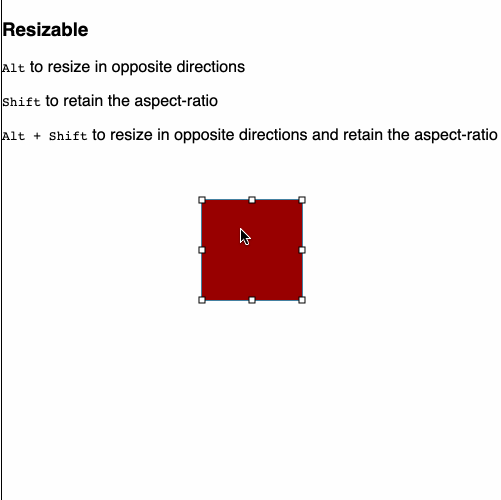 Resizable
Alt to resize in opposite directions
Shift to retain the aspect-ratio
Alt + Shift to resize in opposite directions and retain the aspect-ratio